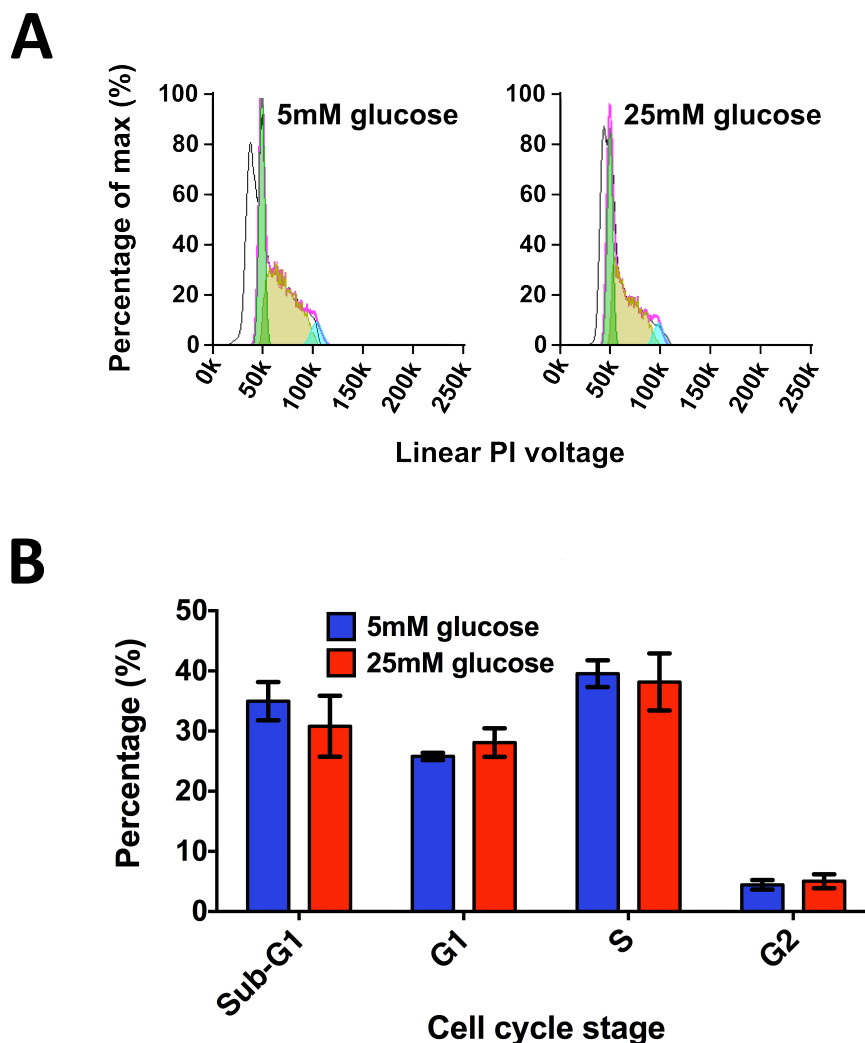 A
Percentage of max (%)
100
80
60
40
20
0
5mM glucose
0k
50k
100k
150k
200k
250k
100
80
60
40
20
0
25mM glucose
0k
50k
100k
150k
200k
250k
Linear PI voltage
B
Percentage (%)
50
40
30
20
10
0
5mM glucose
25mM glucose
Sub-G1
G1
S
G2
Cell cycle stage